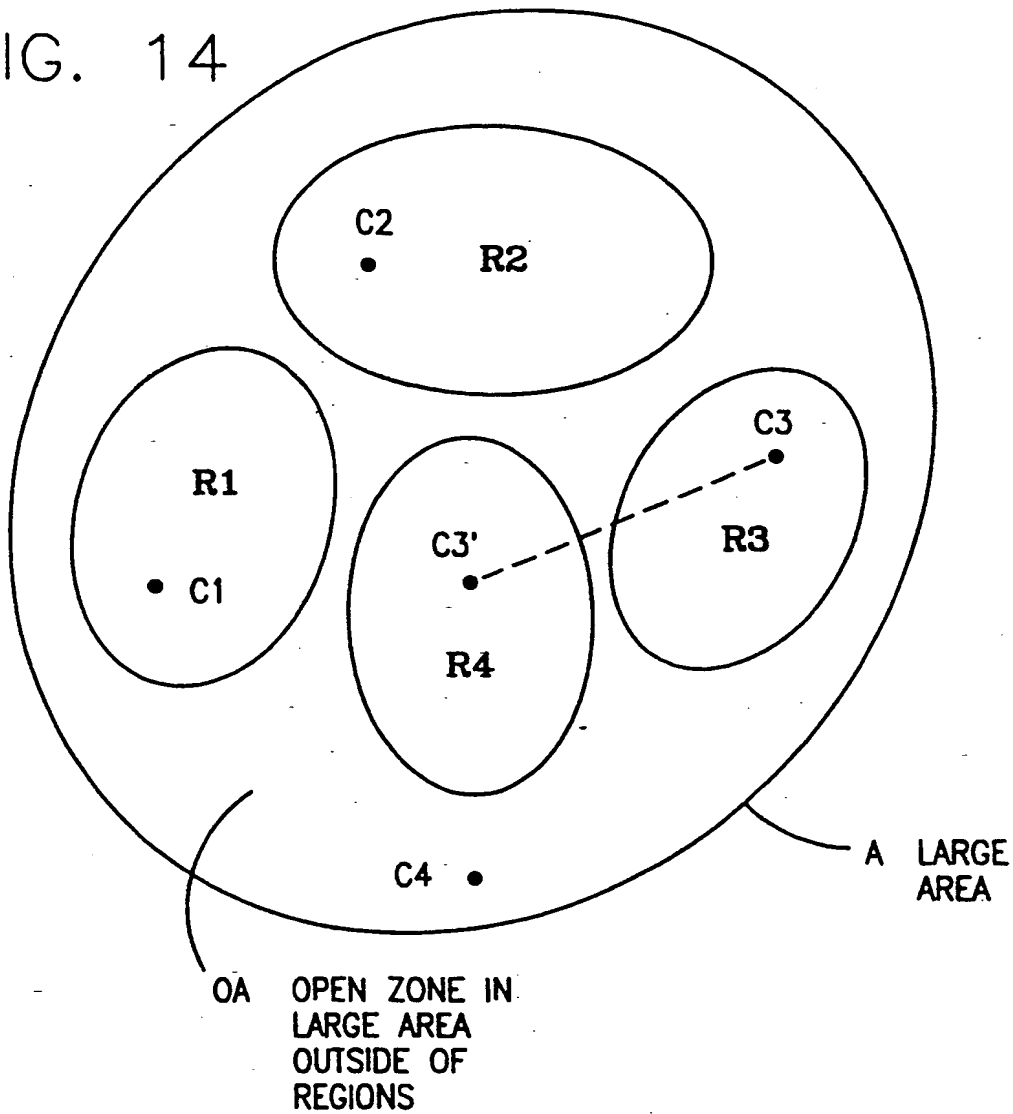 IG. 14
C2
R2
C3
R1
R3
C3'
C1
R4
C4
A LARGE
AREA
OA OPEN ZONE IN
LARGE AREA
OUTSIDE OF
REGIONS